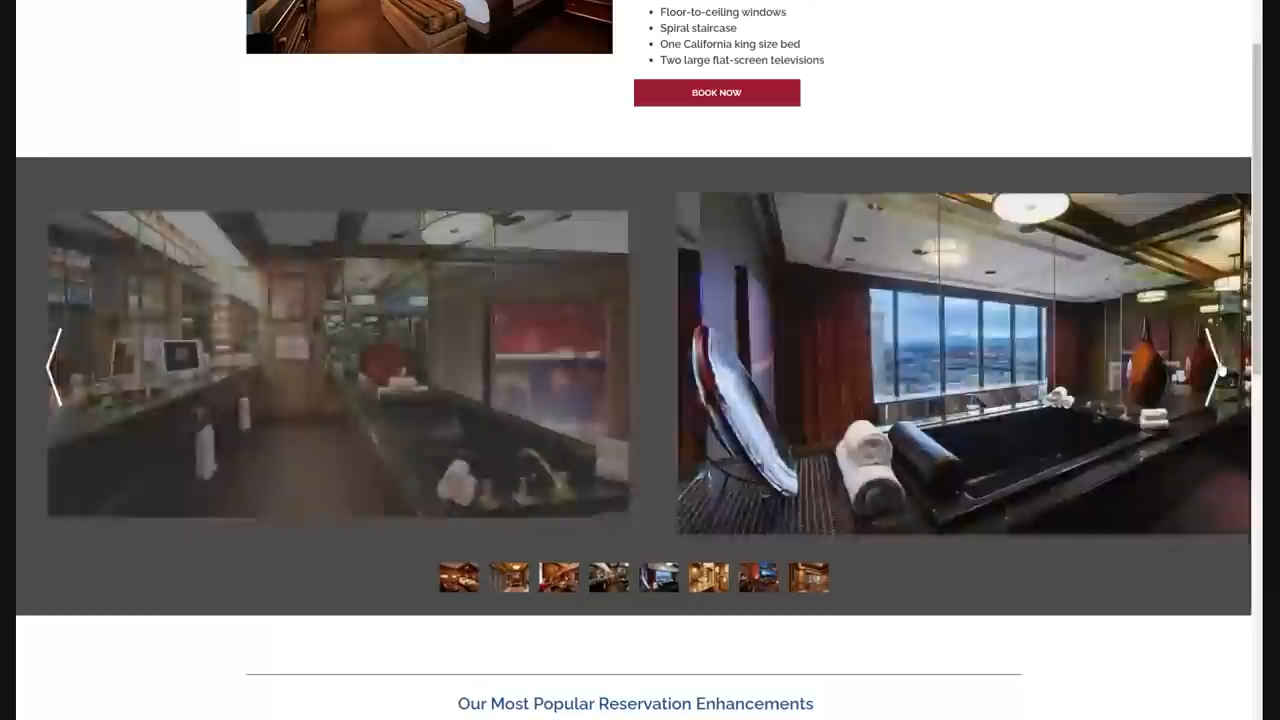 Floor-to-ceiling windows
Spiral staircase
One California king size bed
Two large flat-screen televisions
BOOK NOW
Our Most Popular Reservation Enhancements